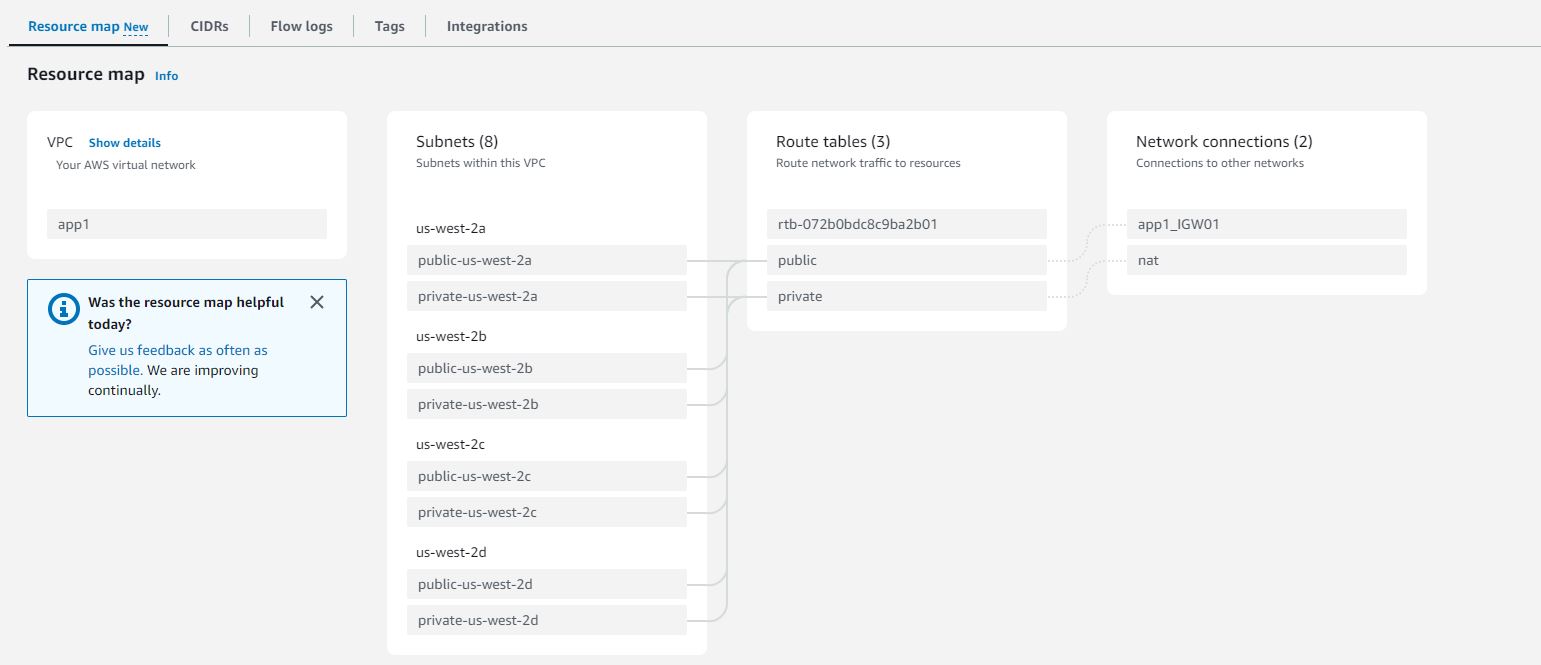 Resource map New
CIDRs
Flow logs
Tags
Integrations
Resource map Info
VPC Show details
Your AWS virtual network
app1
Was the resource map helpful
today?
Give us feedback as often as
possible. We are improving
continually.
Subnets (8)
Subnets within this VPC
us-west-2a
public-us-west-2a
private-us-west-2a
us-west-2b
public-us-west-2b
private-us-west-2b
us-west-2c
public-us-west-2c
private-us-west-2c
us-west-2d
public-us-west-2d
private-us-west-2d
Route tables (3)
Route network traffic to resources
rtb-072b0bdc8c9ba2b01
public
private
Network connections (2)
Connections to other networks
app1_IGW01
nat